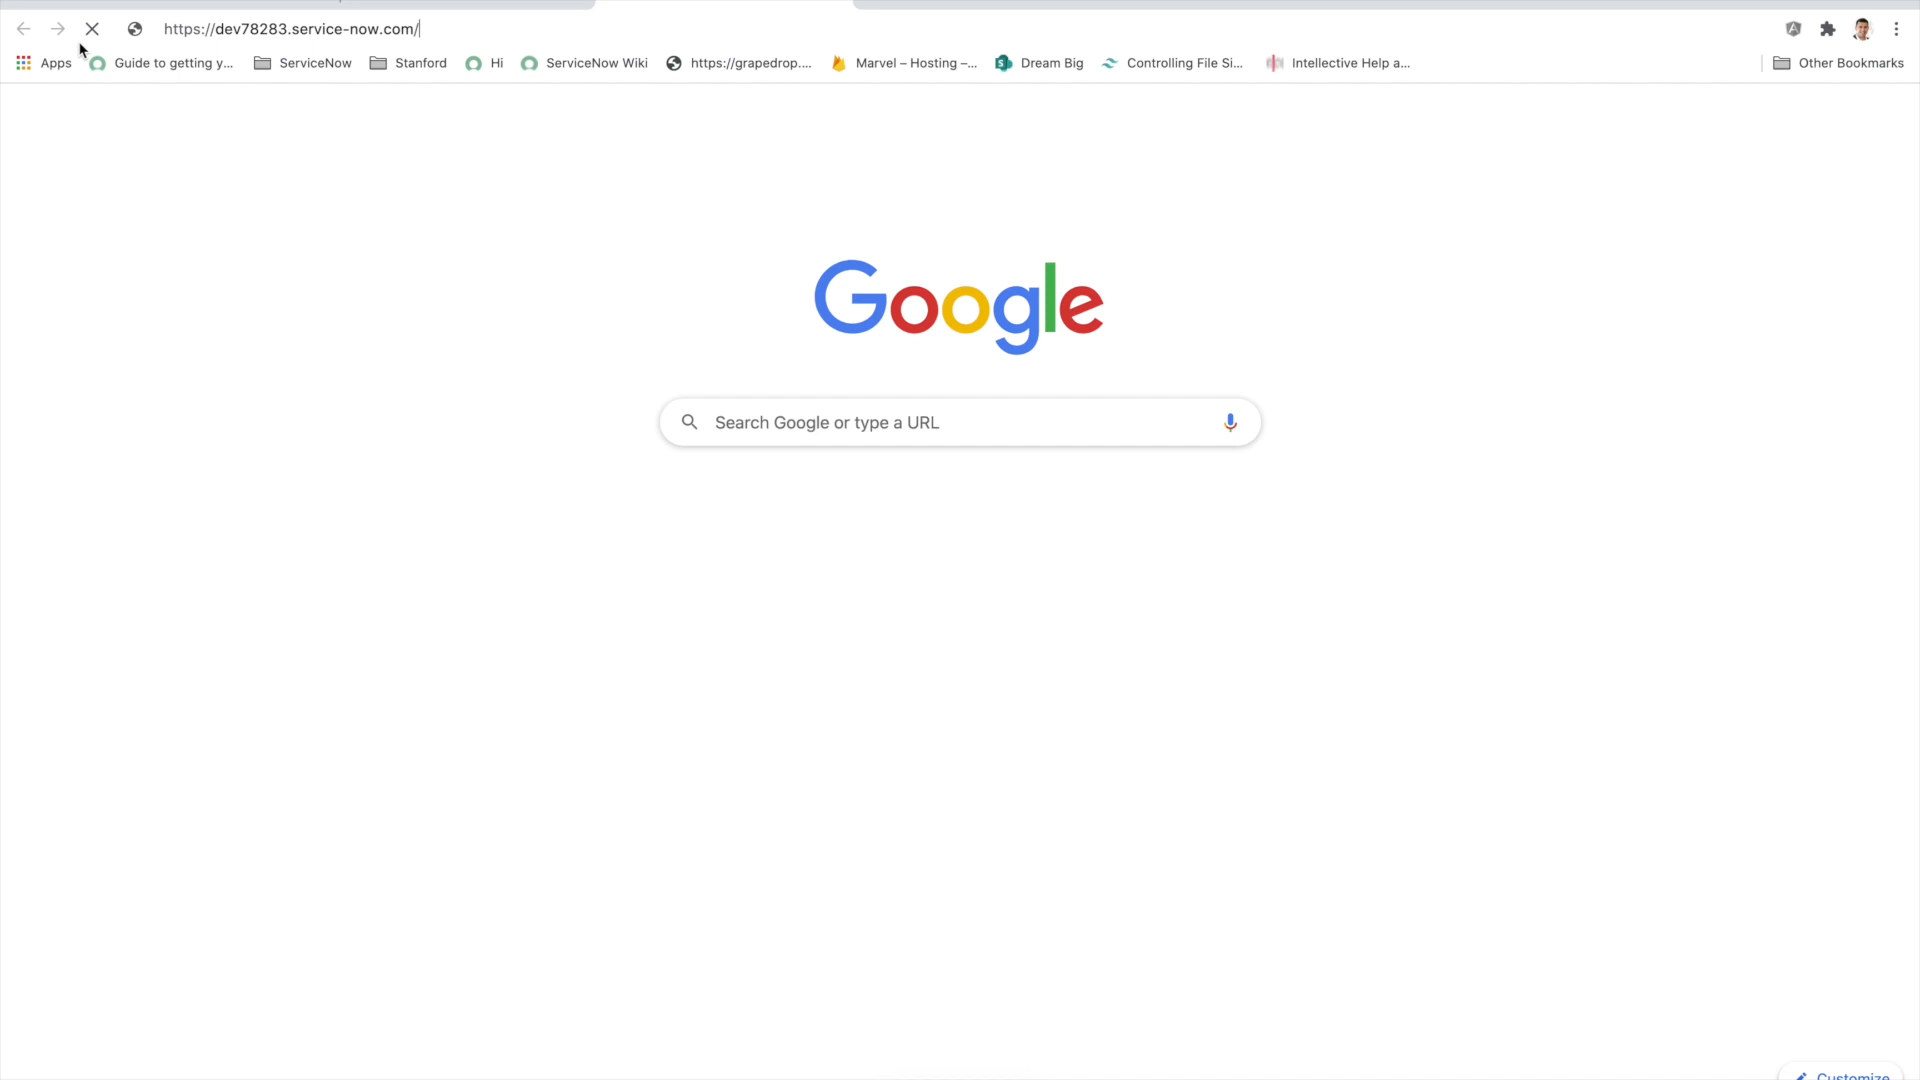 https://dev78283.service-now.com/
Apps Guide to getting y... ServiceNow Stanford Hi ServiceNow Wiki https://grapedrop.... Marvel – Hosting –... Dream Big Controlling File Si... Intellective Help a... Other Bookmarks
Google
Search Google or type a URL
Customize